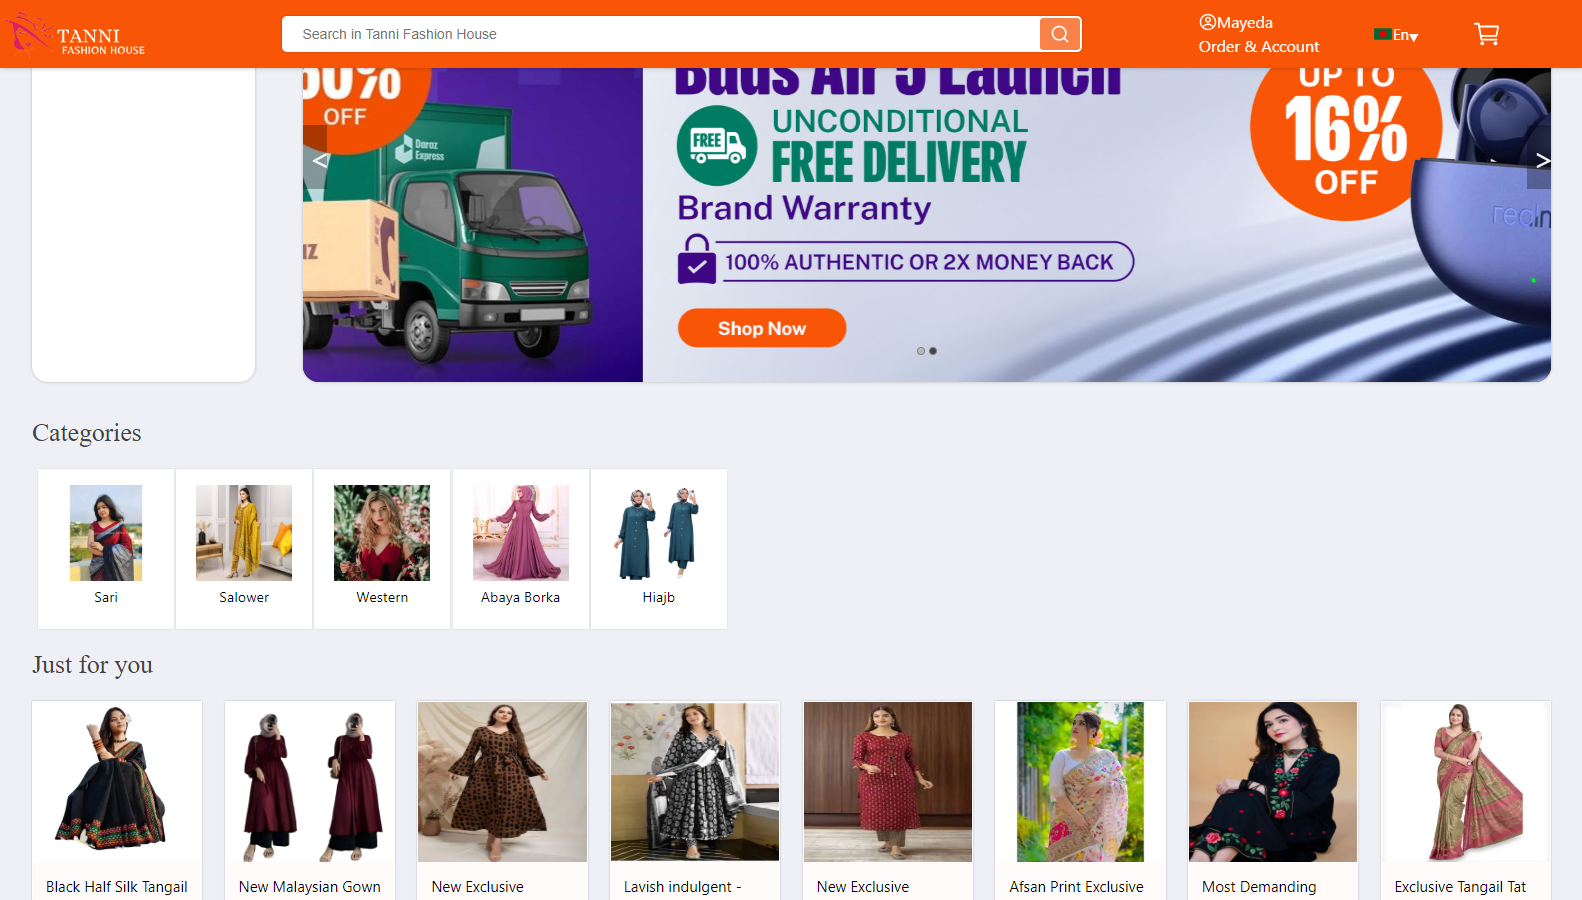 TANNI
FASHION HOUSE
Search in Tanni Fashion House
Mayeda
Order & Account
En
Buds Air 5 Launch
OFF
Daraz
Express
FREE
UNCONDITIONAL
FREE DELIVERY
Brand Warranty
100% AUTHENTIC OR 2X MONEY BACK
Shop Now
UP TO
16%
OFF
<
>
Categories
Sari
Salower
Western
Abaya Borka
Hiajb
Just for you
Black Half Silk Tangail
New Malaysian Gown
New Exclusive
Lavish indulgent -
New Exclusive
Afsan Print Exclusive
Most Demanding
Exclusive Tangail Tat